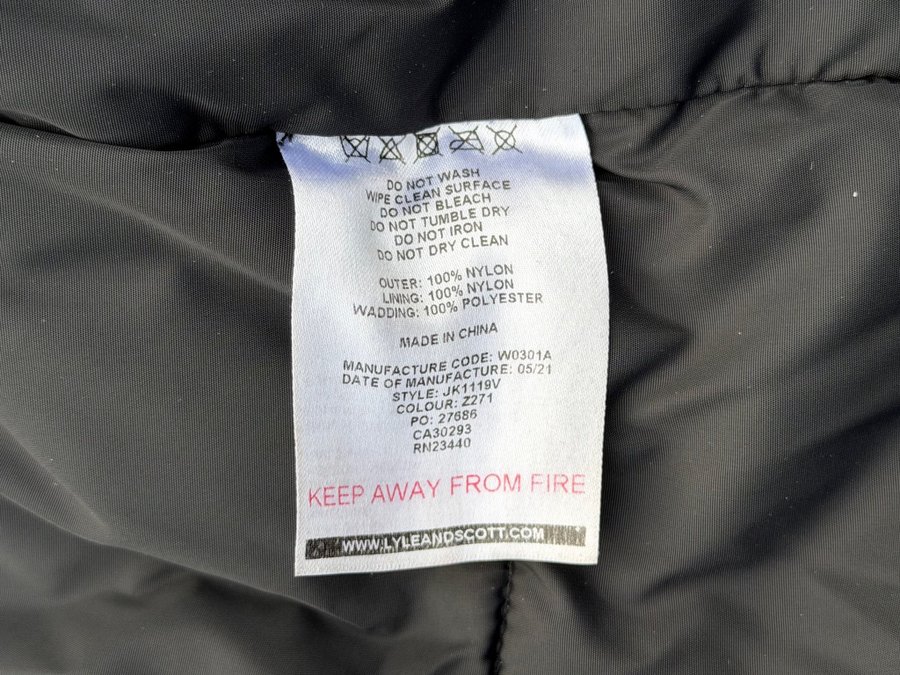 DO NOT WASH
WIPE CLEAN SURFACE
DO NOT BLEACH
DO NOT TUMBLE DRY
DO NOT IRON
DO NOT DRY CLEAN
OUTER: 100% NYLON
LINING: 100% NYLON
WADDING: 100% POLYESTER
MADE IN CHINA
MANUFACTURE CODE: W0301A
DATE OF MANUFACTURE: 05/21
STYLE: JK1119V
COLOUR: Z271
PO: 27686
CA30293
RN23440
KEEP AWAY FROM FIRE
WWW.LYLEANDSCOTT.COM